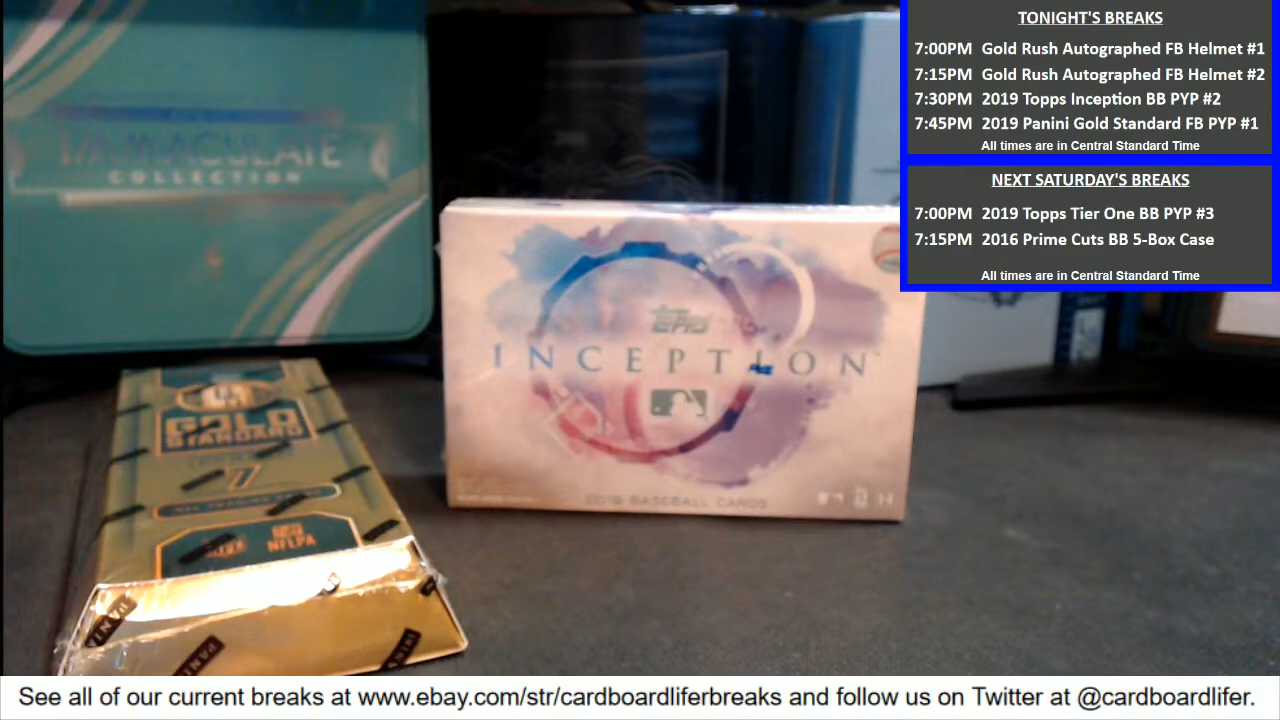 TONIGHT'S BREAKS
7:00PM Gold Rush Autographed FB Helmet #1
7:15PM Gold Rush Autographed FB Helmet #2
7:30PM 2019 Topps Inception BB PYP #2
7:45PM 2019 Panini Gold Standard FB PYP #1
All times are in Central Standard Time
NEXT SATURDAY'S BREAKS
7:00PM 2019 Topps Tier One BB PYP #3
7:15PM 2016 Prime Cuts BB 5-Box Case
All times are in Central Standard Time
IMMACULATE
COLLECTION
TOPPS
INCEPTION
2019 BASEBALL CARDS
GOLD
STANDARD
7
NFLPA
PANINI
See all of our current breaks at www.ebay.com/str/cardboardliferbreaks and follow us on Twitter at @cardboardlifer.